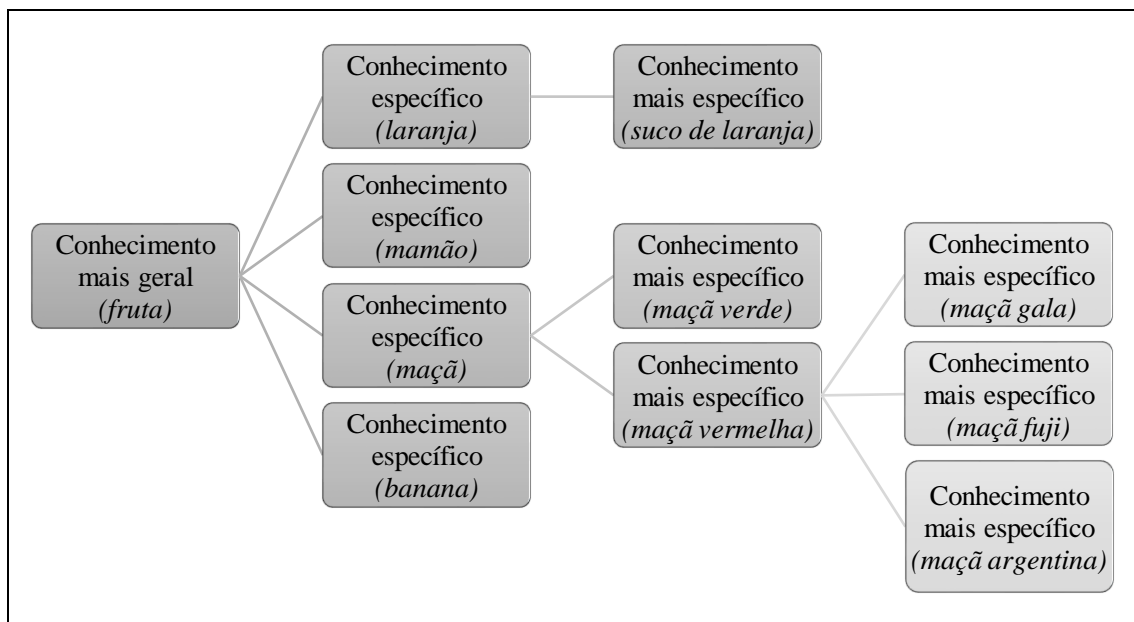 Conhecimento
mais geral
(fruta)
Conhecimento
específico
(laranja)
Conhecimento
específico
(mamão)
Conhecimento
específico
(maçã)
Conhecimento
específico
(banana)
Conhecimento
mais específico
(suco de laranja)
Conhecimento
mais específico
(maçã verde)
Conhecimento
mais específico
(maçã vermelha)
Conhecimento
mais específico
(maçã gala)
Conhecimento
mais específico
(maçã fuji)
Conhecimento
mais específico
(maçã argentina)